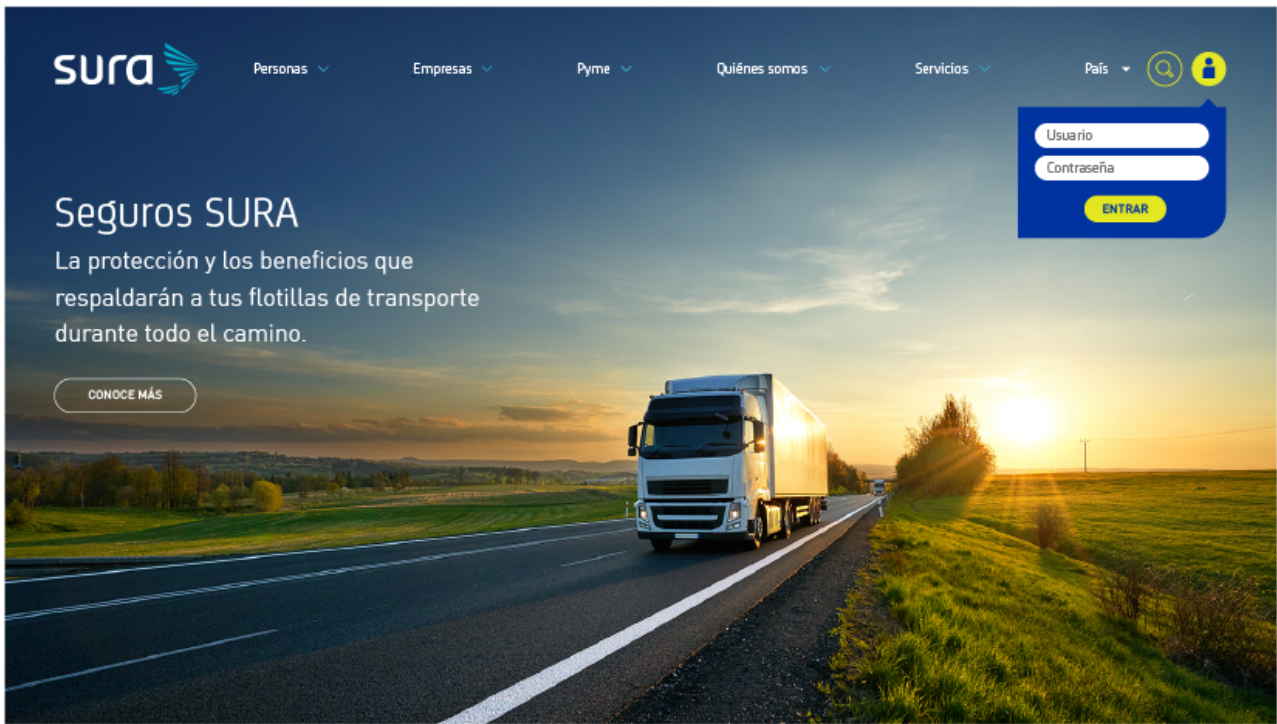 sura
Personas
Empresas
Pyme
Quiénes somos
Servicios
País
Usuario
Contraseña
ENTRAR
Seguros SURA
La protección y los beneficios que
respaldarán a tus flotillas de transporte
durante todo el camino.
CONOCE MÁS